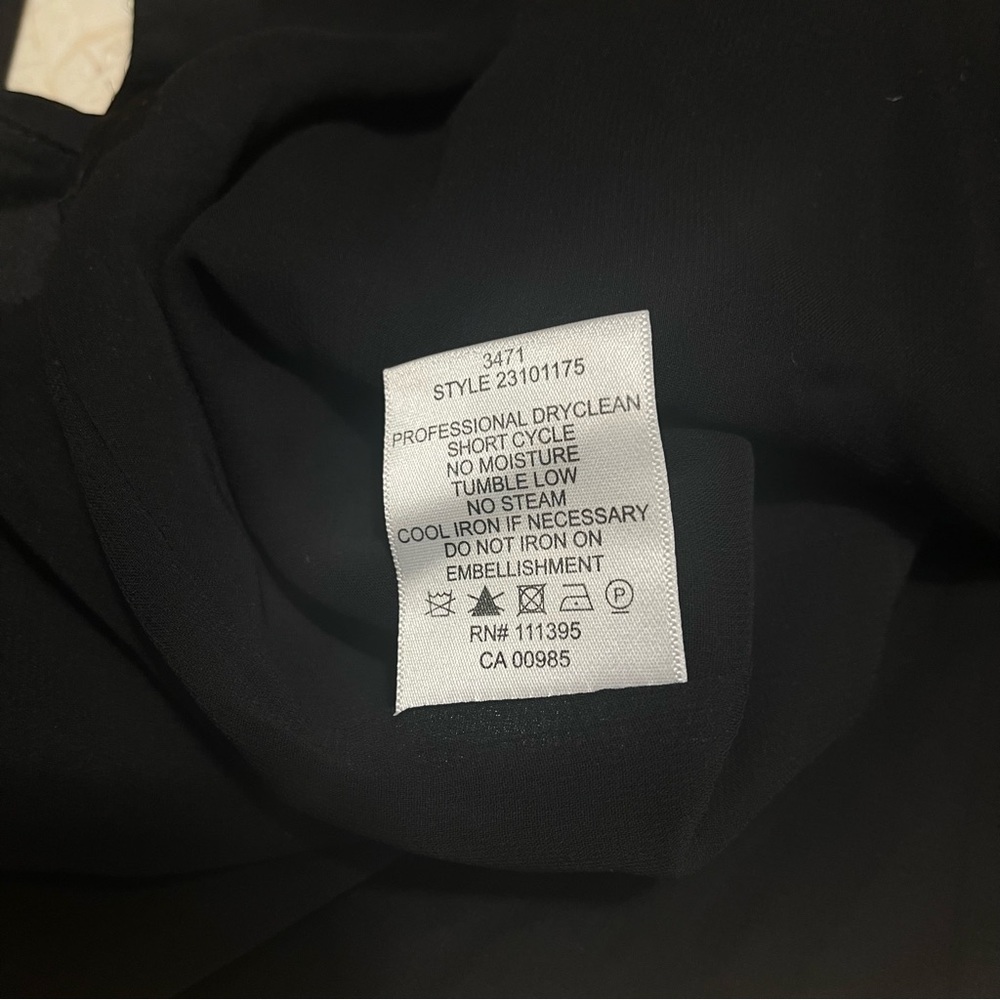 3471
STYLE 23101175
PROFESSIONAL DRYCLEAN
SHORT CYCLE
NO MOISTURE
TUMBLE LOW
NO STEAM
COOL IRON IF NECESSARY
DO NOT IRON ON
EMBELLISHMENT
P
RN# 111395
CA 00985